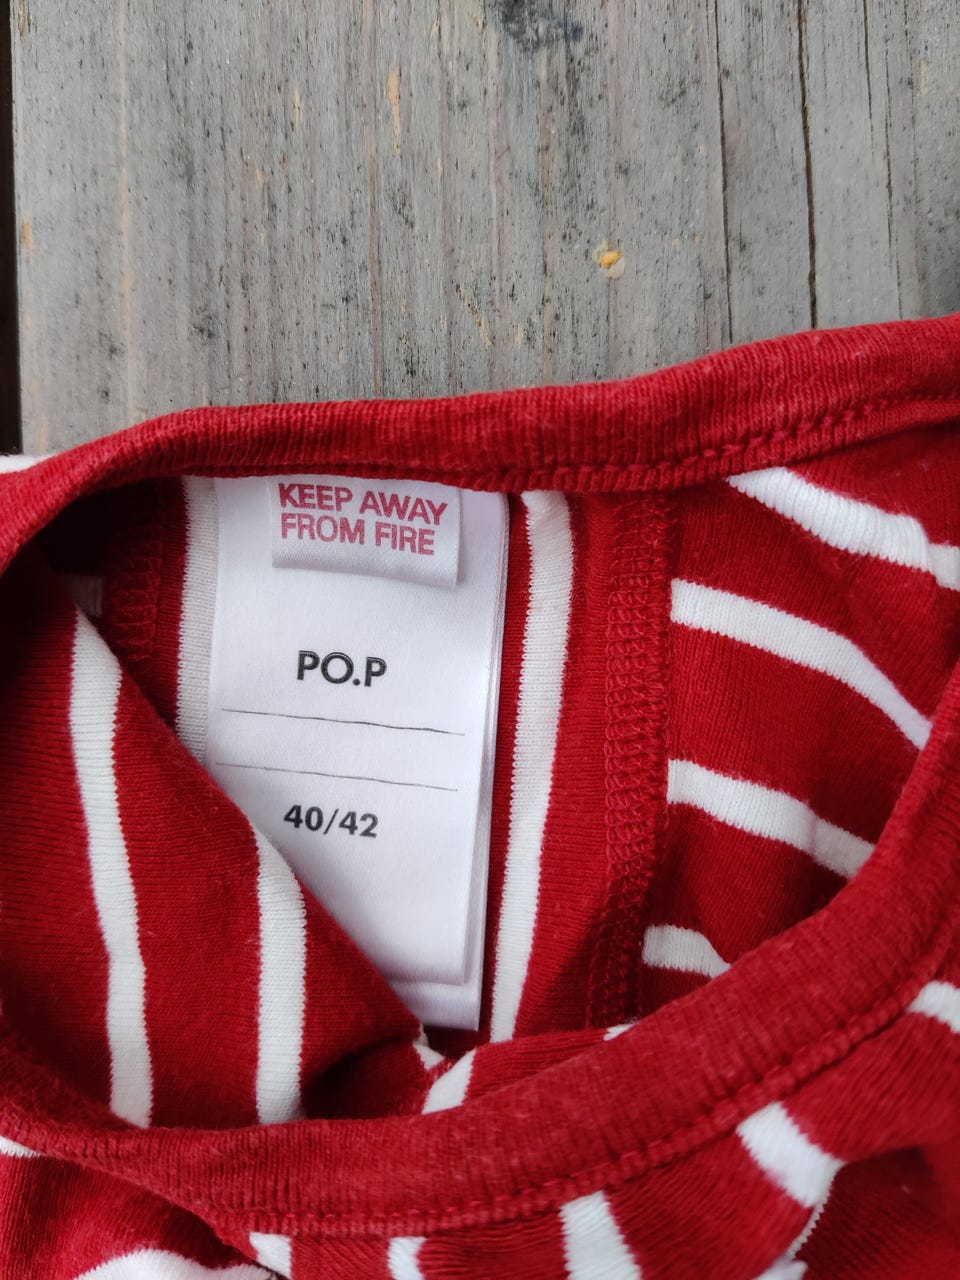 KEEP AWAY
FROM FIRE
PO.P
40/42